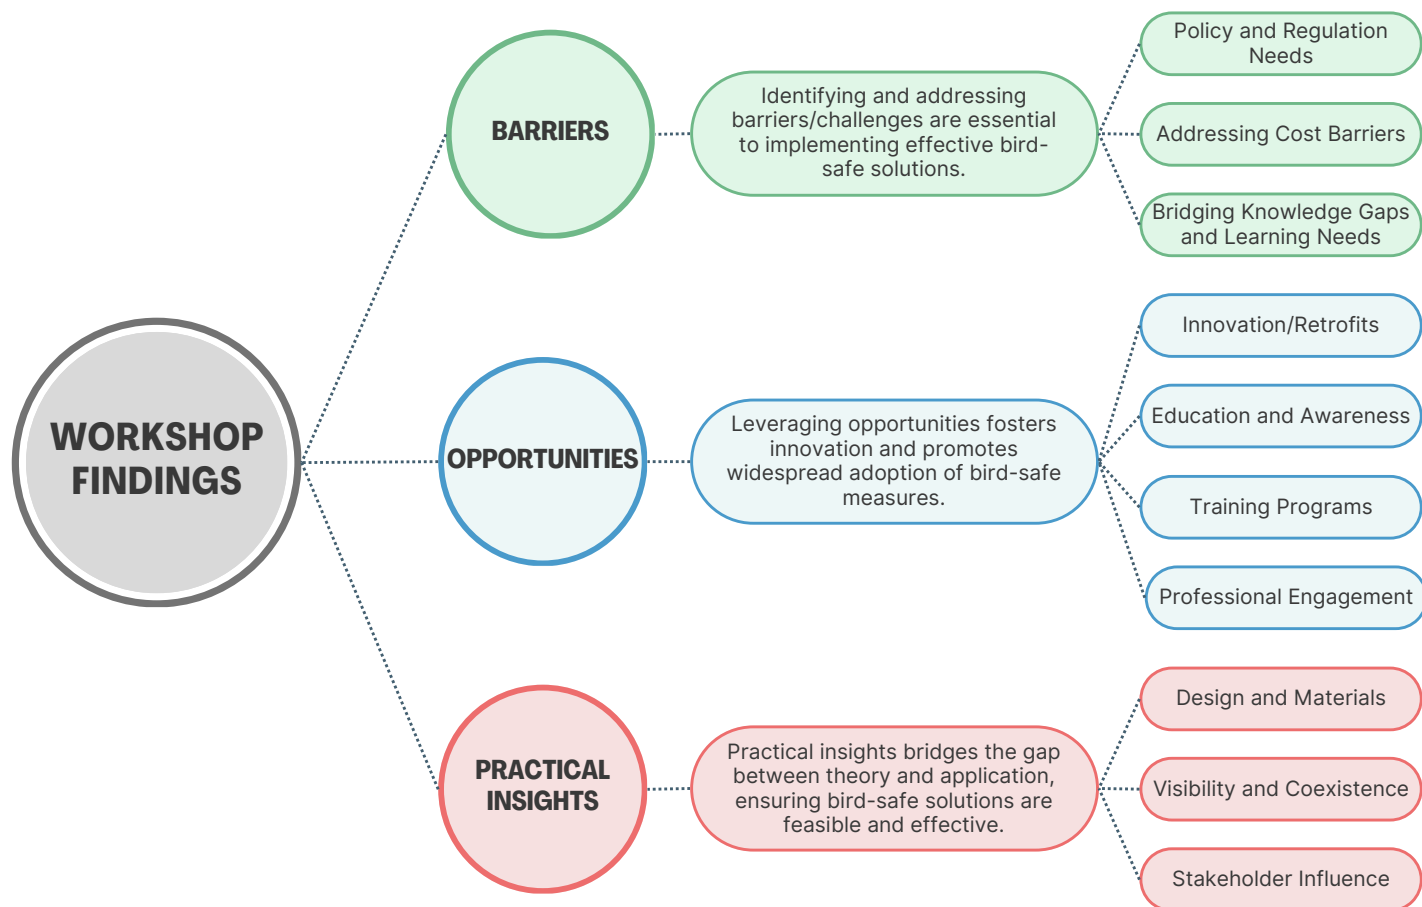 WORKSHOP
FINDINGS
BARRIERS
Identifying and addressing
barriers/challenges are essential
to implementing effective bird-
safe solutions.
Policy and Regulation
Needs
Addressing Cost Barriers
Bridging Knowledge Gaps
and Learning Needs
OPPORTUNITIES
Leveraging opportunities fosters
innovation and promotes
widespread adoption of bird-safe
measures.
Innovation/Retrofits
Education and Awareness
Training Programs
Professional Engagement
PRACTICAL
INSIGHTS
Practical insights bridges the gap
between theory and application,
ensuring bird-safe solutions are
feasible and effective.
Design and Materials
Visibility and Coexistence
Stakeholder Influence